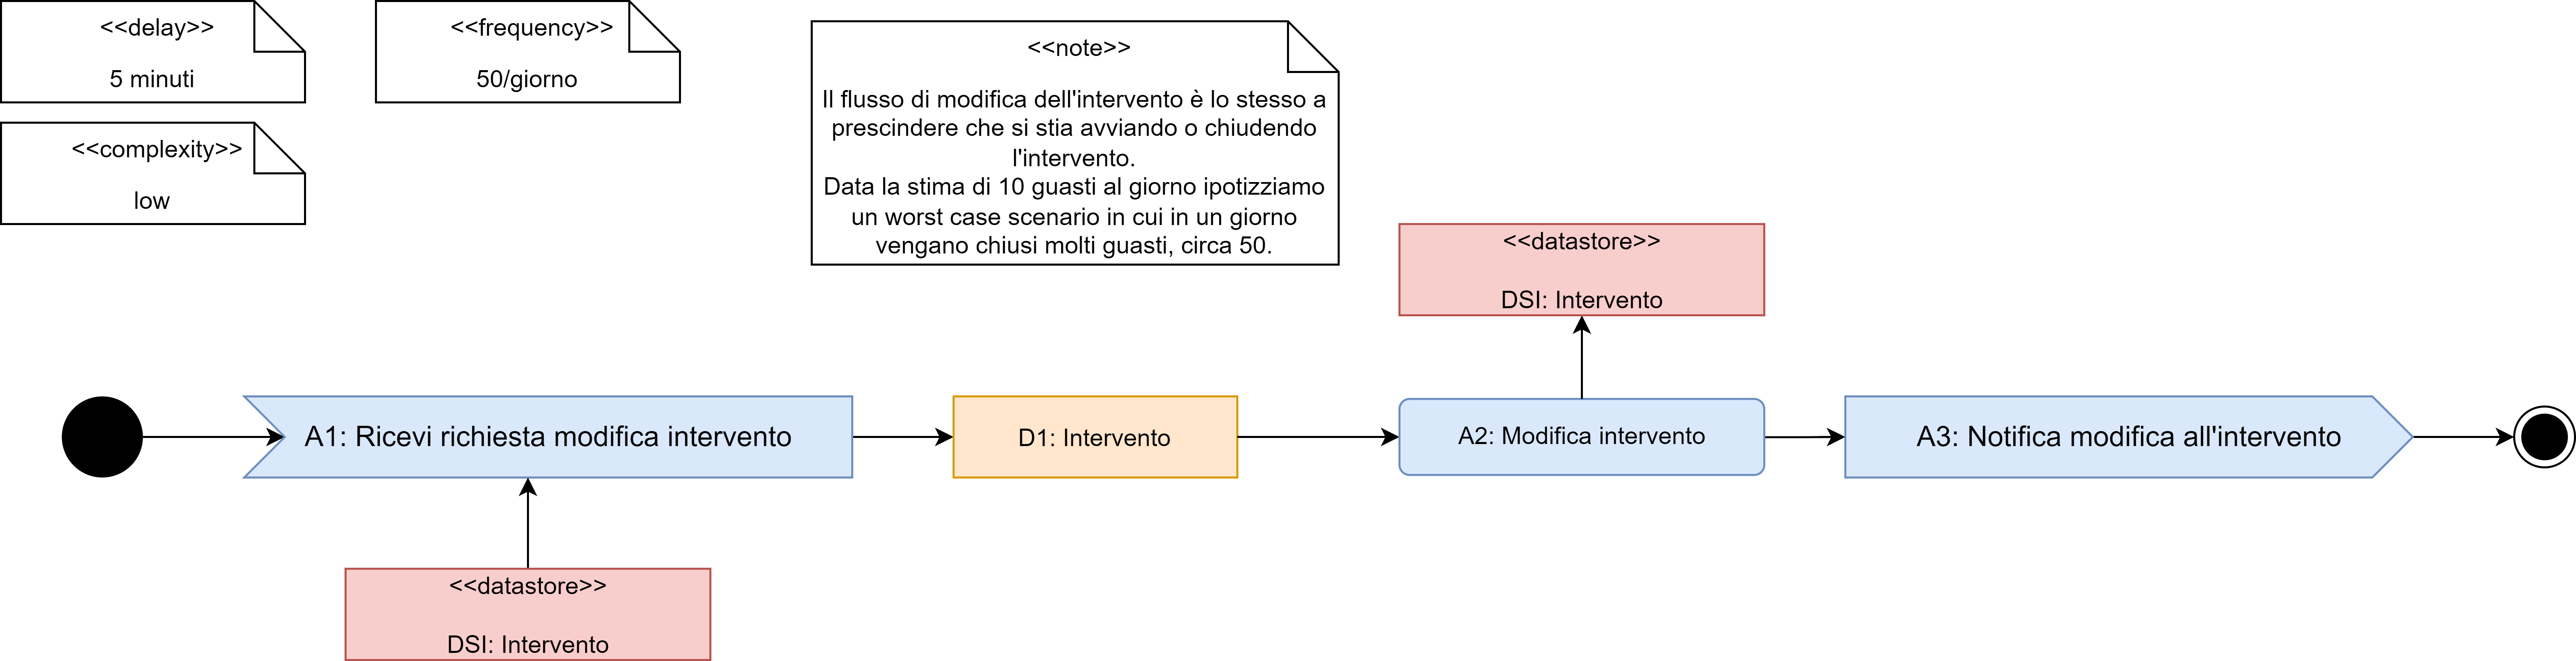 <<delay>>
5 minuti
<<frequency>>
50/giorno
<<complexity>>
low
<<note>>
Il flusso di modifica dell'intervento è lo stesso a
prescindere che si stia avviando o chiudendo
l'intervento.
Data la stima di 10 guasti al giorno ipotizziamo
un worst case scenario in cui in un giorno
vengano chiusi molti guasti, circa 50.
<<datastore>>
DSI: Intervento
A1: Ricevi richiesta modifica intervento
D1: Intervento
A2: Modifica intervento
A3: Notifica modifica all'intervento
<<datastore>>
DSI: Intervento